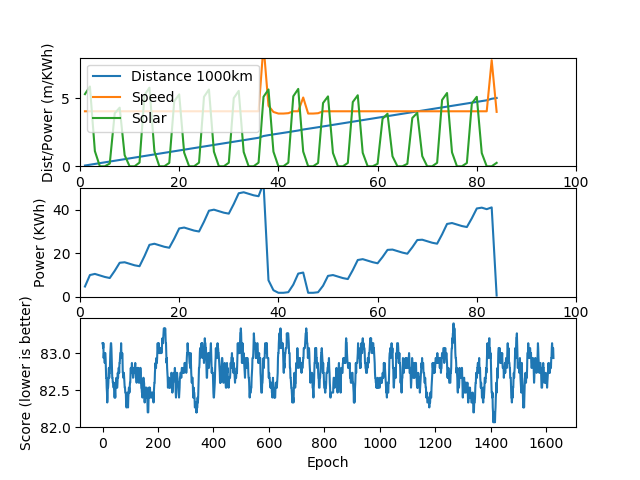 Dist/Power (m/KWh)
5
0
Distance 1000km
Speed
Solar
0 20 40 60 80 100
Power (KWh)
40
20
0
0 20 40 60 80 100
Score (lower is better)
83.0
82.5
82.0
0 200 400 600 800 1000 1200 1400 1600
Epoch